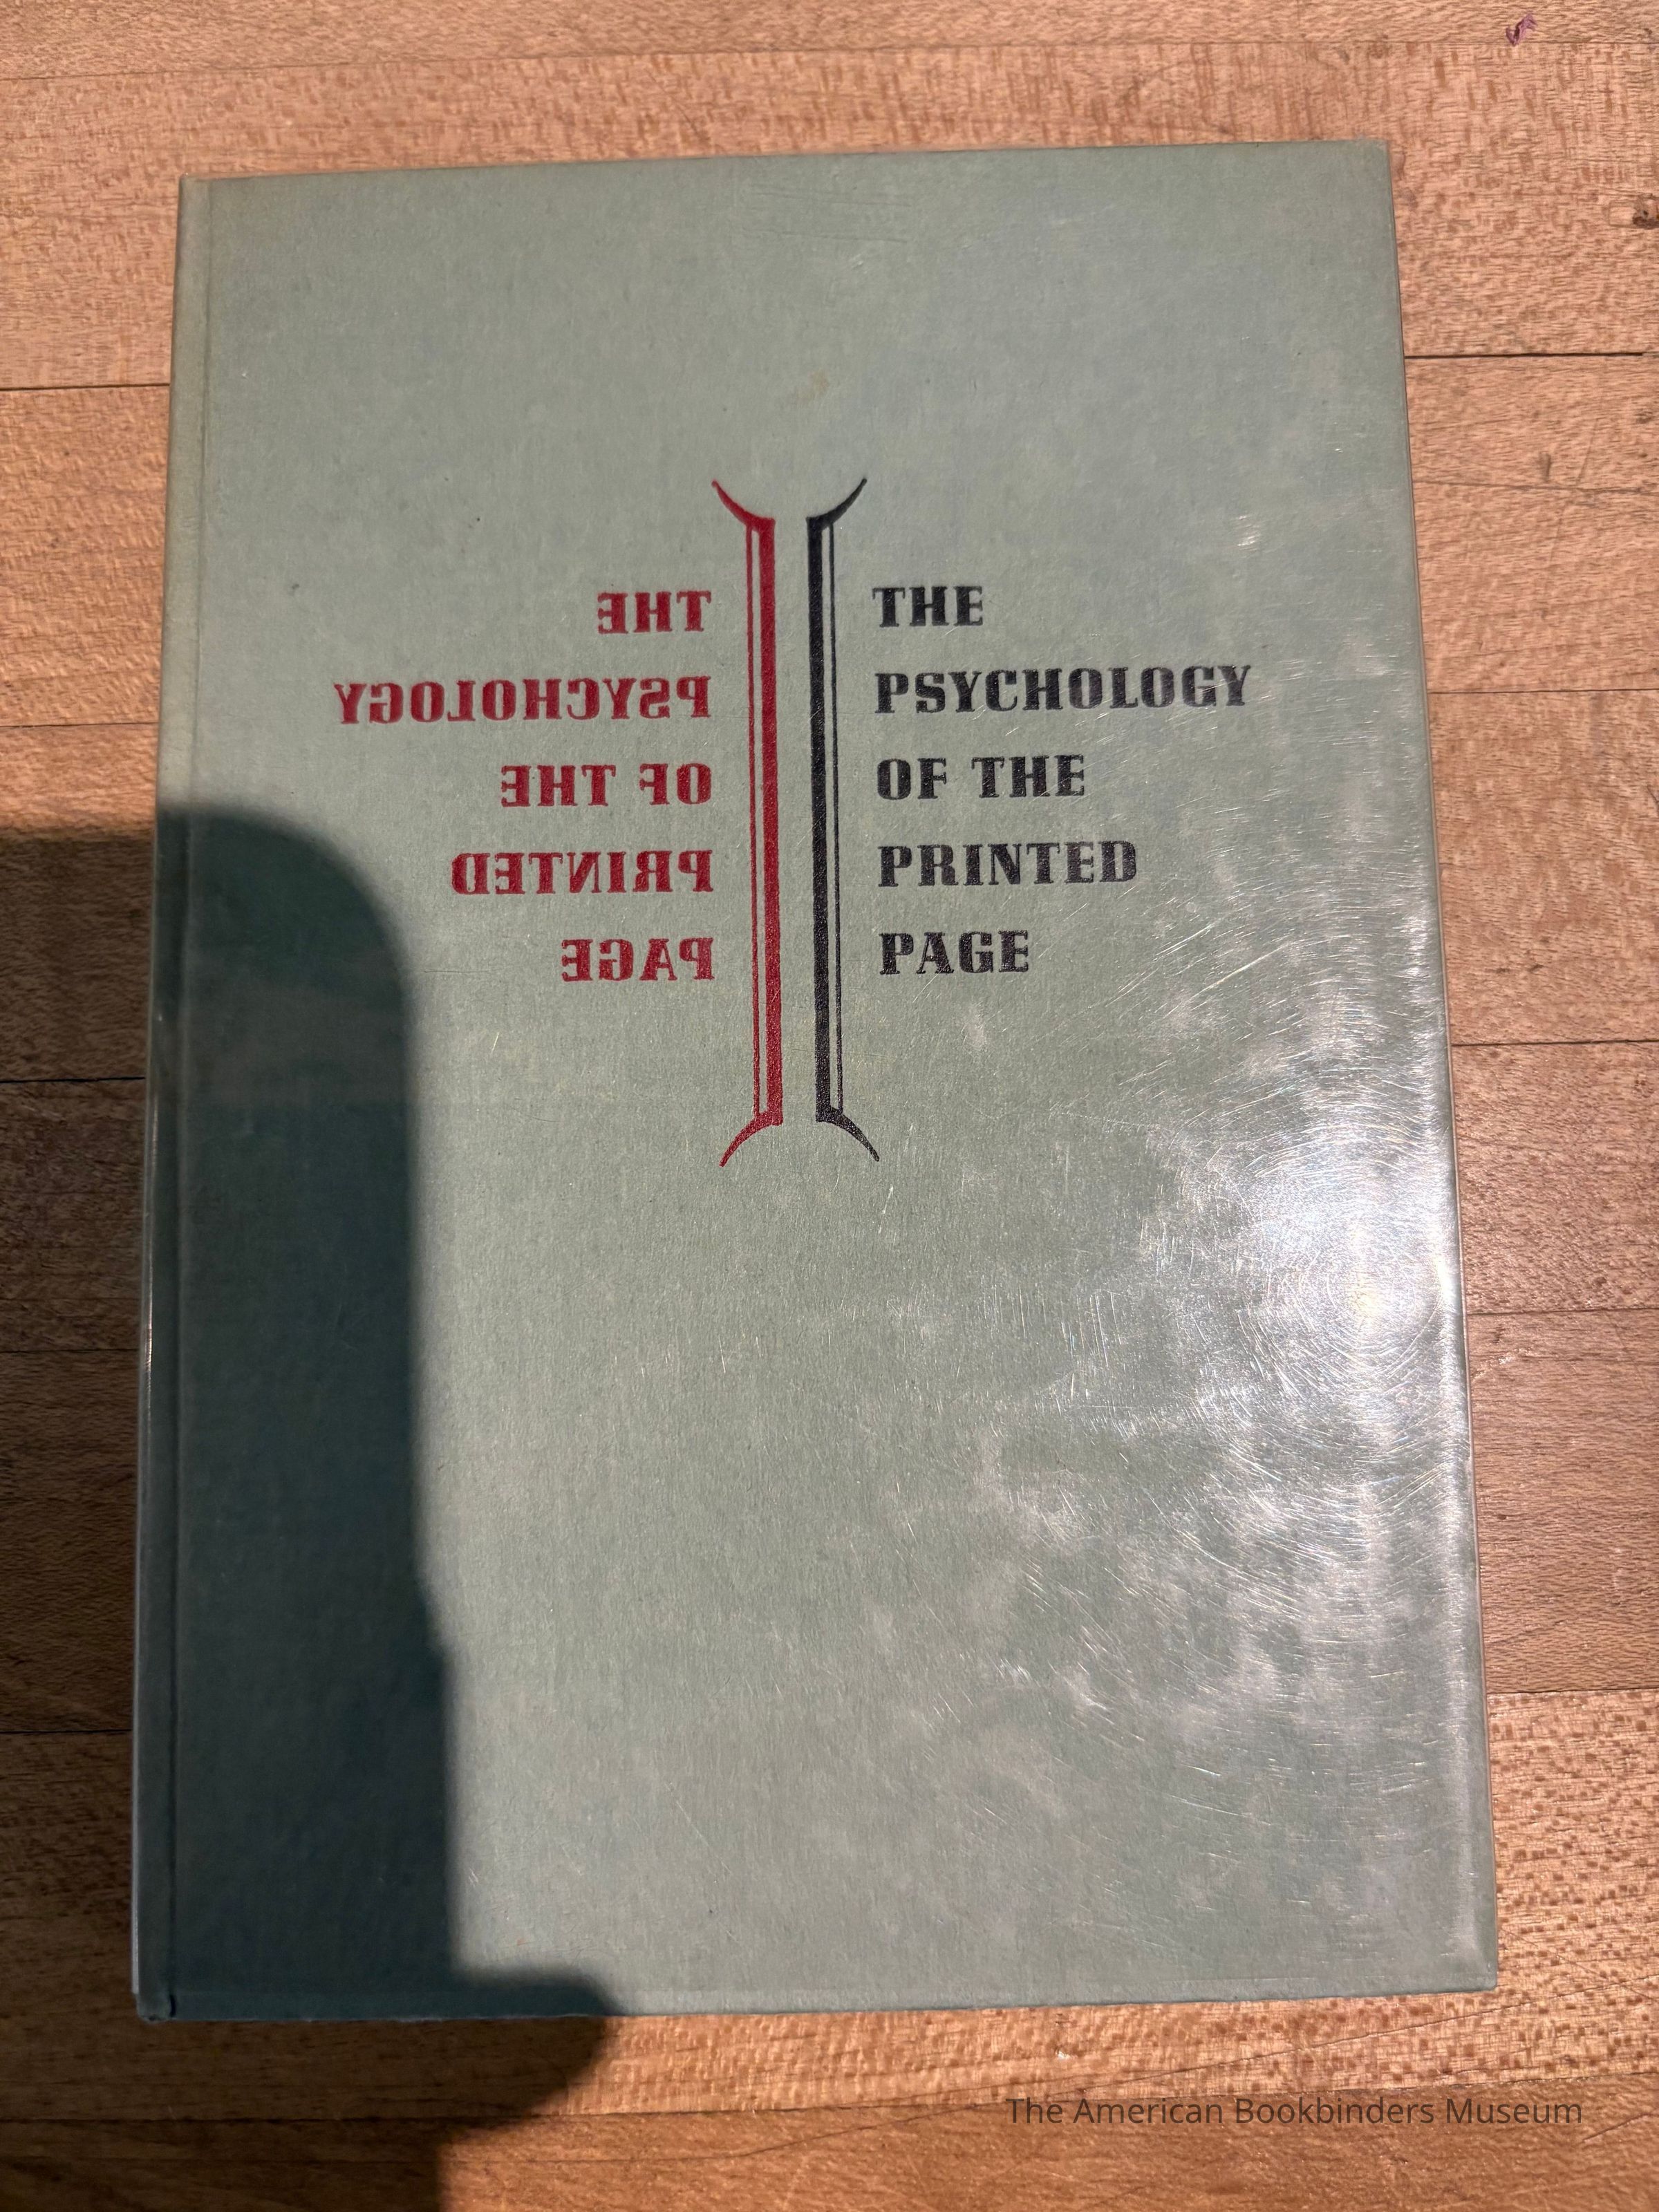 THE
PSYCHOLOGY
OF THE
PRINTED
PAGE
THE
PSYCHOLOGY
OF THE
PRINTED
PAGE
The American Bookbinders Museum